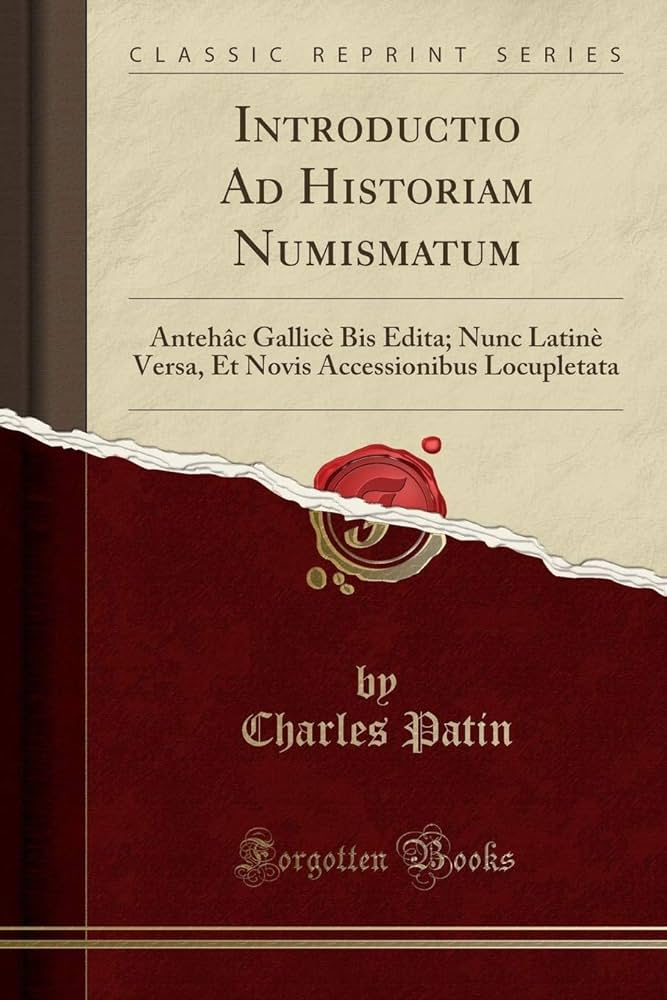 CLASSIC REPRINT SERIES
INTRODUCTIO
AD HISTORIAM
NUMISMATUM
Antehâc Gallicè Bis Edita; Nunc Latinè
Versa, Et Novis Accessionibus Locupletata
F
by
Charles Patin
Forgotten Books